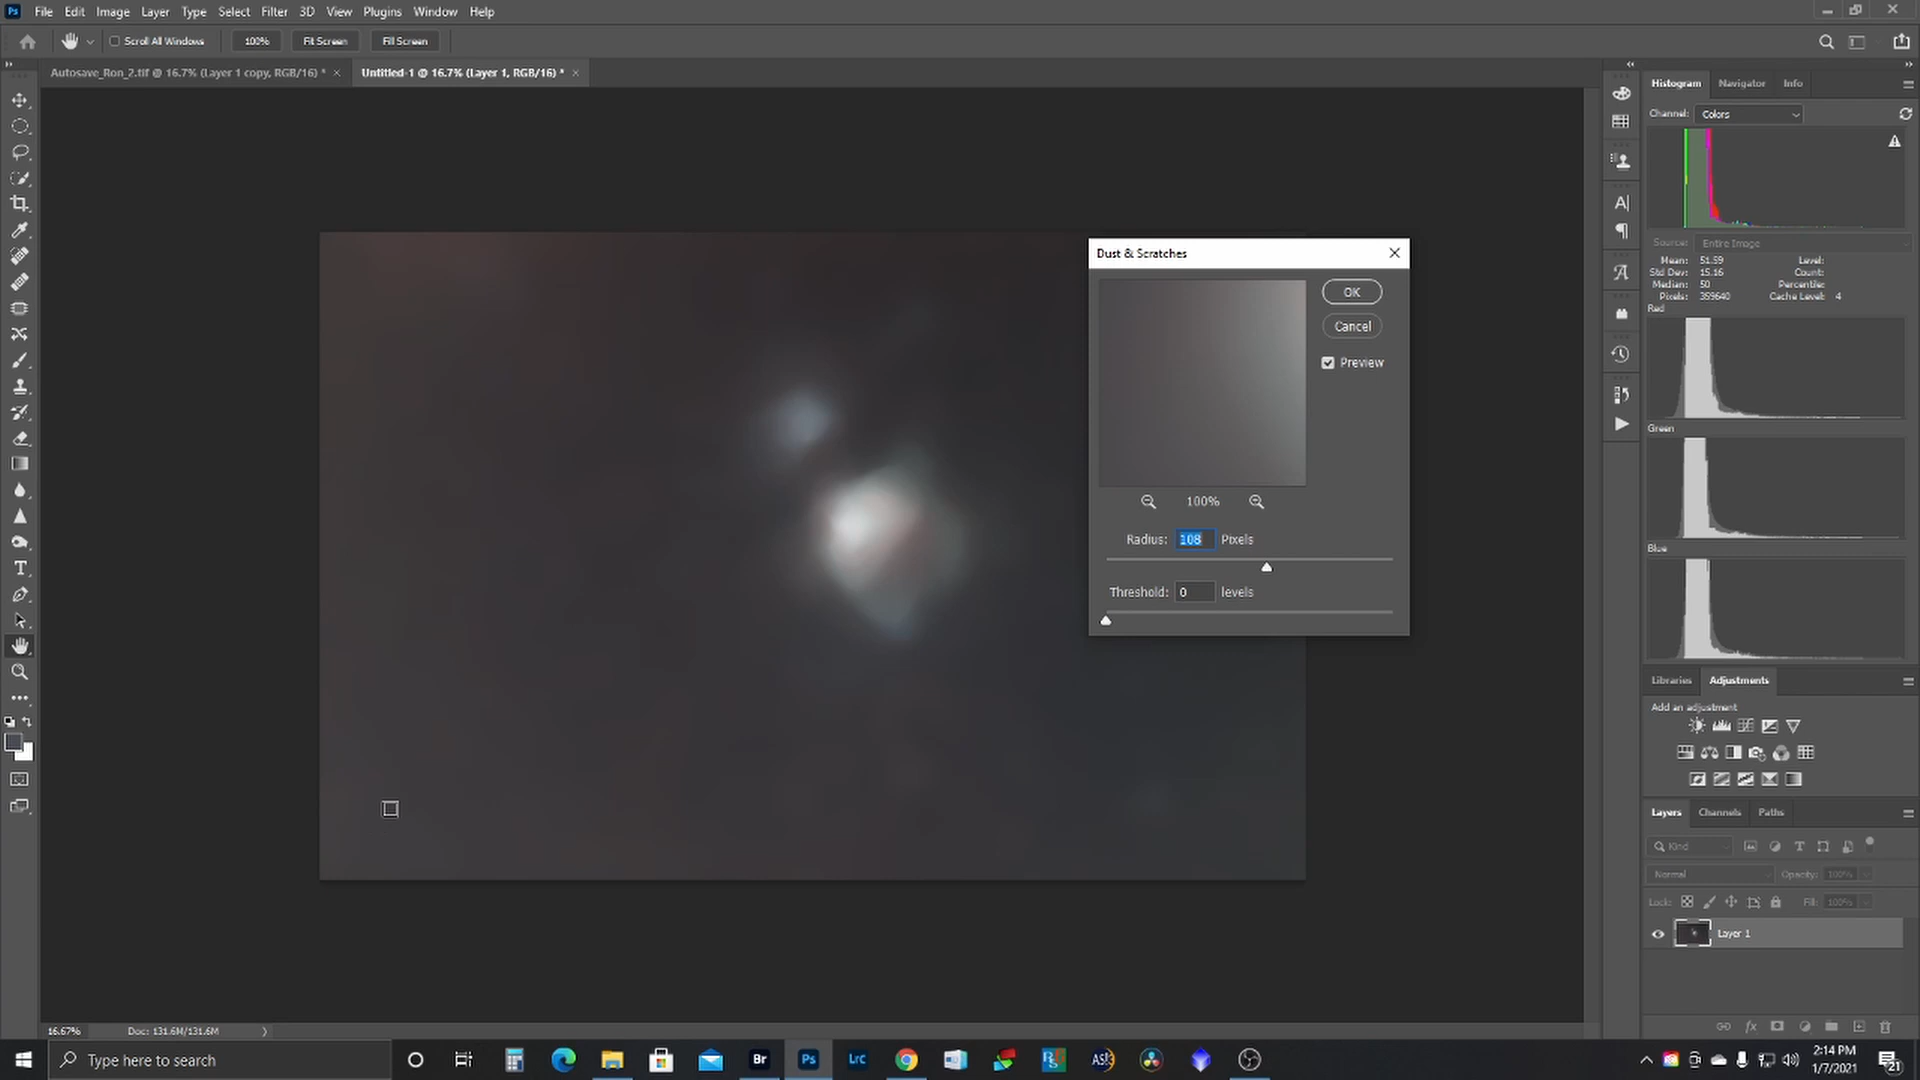 Ps File Edit Image Layer Type Select Filter 3D View Plugins Window Help
Scroll All Windows 100% Fit Screen Fill Screen
Autosave_Ron_2.tif @ 16.7% (Layer 1 copy, RGB/16) * × Untitled-1 @ 16.7% (Layer 1, RGB/16) * ×
Histogram Navigator Info
Channel: Colors
Source: Entire Image
Mean: 51.59 Level:
Std Dev: 15.16 Count:
Median: 50 Percentile:
Pixels: 359640 Cache Level: 4
Red
Green
Blue
Dust & Scratches
OK
Cancel
Preview
100%
Radius: 108 Pixels
Threshold: 0 levels
Libraries Adjustments
Add an adjustment
Layers Channels Paths
Kind
Normal Opacity: 100%
Lock: Fill: 100%
Layer 1
16.67% Doc: 131.6M/131.6M
Type here to search
Br Ps LrC
2:14 PM
1/7/2021
21